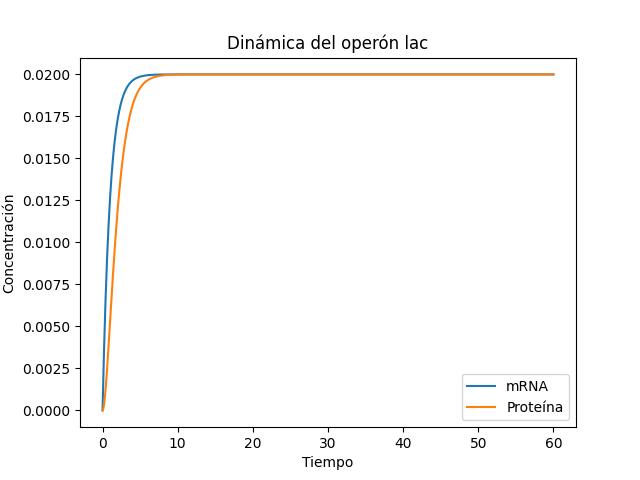 Dinámica del operón lac
Concentración
0.0200
0.0175
0.0150
0.0125
0.0100
0.0075
0.0050
0.0025
0.0000
0 10 20 30 40 50 60
Tiempo
mRNA
Proteína